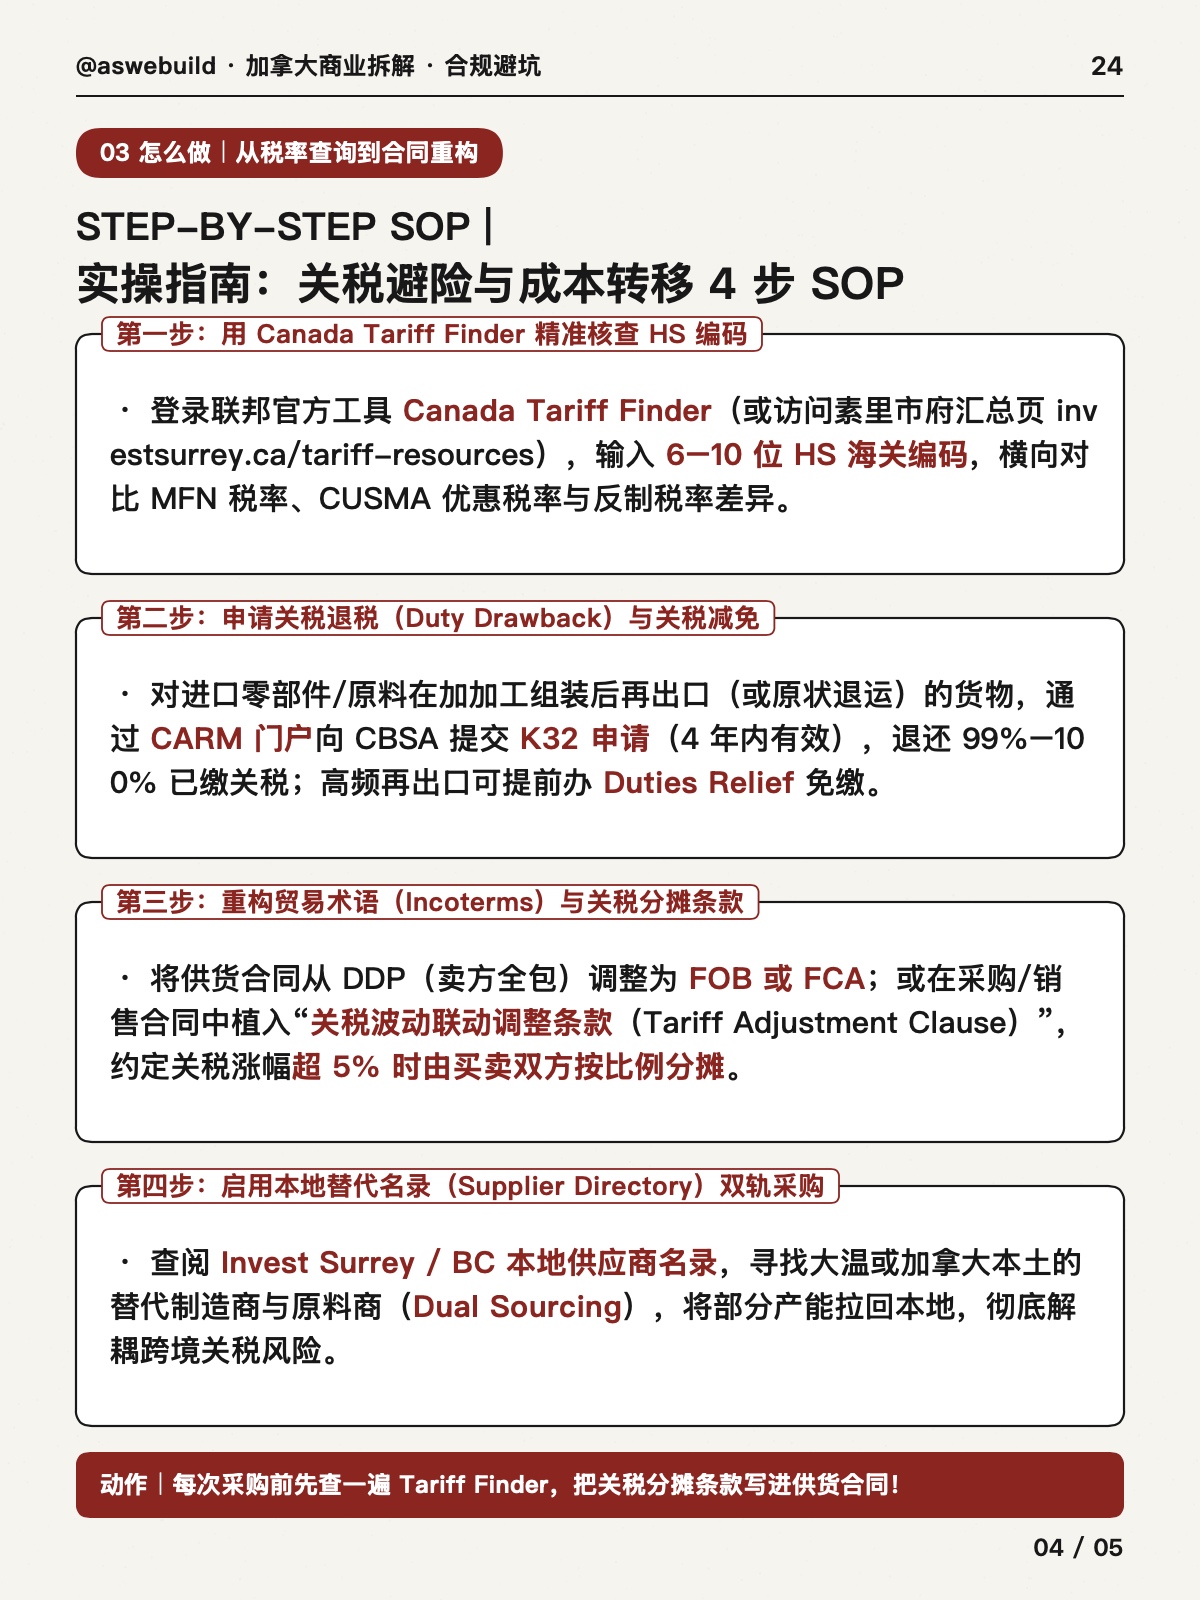 @aswebuild · 加拿大商业拆解 · 合规避坑
24
03 怎么做｜从税率查询到合同重构
STEP–BY–STEP SOP｜
实操指南：关税避险与成本转移 4 步 SOP
第一步：用 Canada Tariff Finder 精准核查 HS 编码
· 登录联邦官方工具 Canada Tariff Finder（或访问素里市府汇总页 inv
estsurrey.ca/tariff–resources），输入 6–10 位 HS 海关编码，横向对
比 MFN 税率、CUSMA 优惠税率与反制税率差异。
第二步：申请关税退税（Duty Drawback）与关税减免
· 对进口零部件/原料在加加工组装后再出口（或原状退运）的货物，通
过 CARM 门户向 CBSA 提交 K32 申请（4 年内有效），退还 99%–10
0% 已缴关税；高频再出口可提前办 Duties Relief 免缴。
第三步：重构贸易术语（Incoterms）与关税分摊条款
· 将供货合同从 DDP（卖方全包）调整为 FOB 或 FCA；或在采购/销
售合同中植入“关税波动联动调整条款（Tariff Adjustment Clause）”，
约定关税涨幅超 5% 时由买卖双方按比例分摊。
第四步：启用本地替代名录（Supplier Directory）双轨采购
· 查阅 Invest Surrey / BC 本地供应商名录，寻找大温或加拿大本土的
替代制造商与原料商（Dual Sourcing），将部分产能拉回本地，彻底解
耦跨境关税风险。
动作｜每次采购前先查一遍 Tariff Finder，把关税分摊条款写进供货合同！
04 / 05